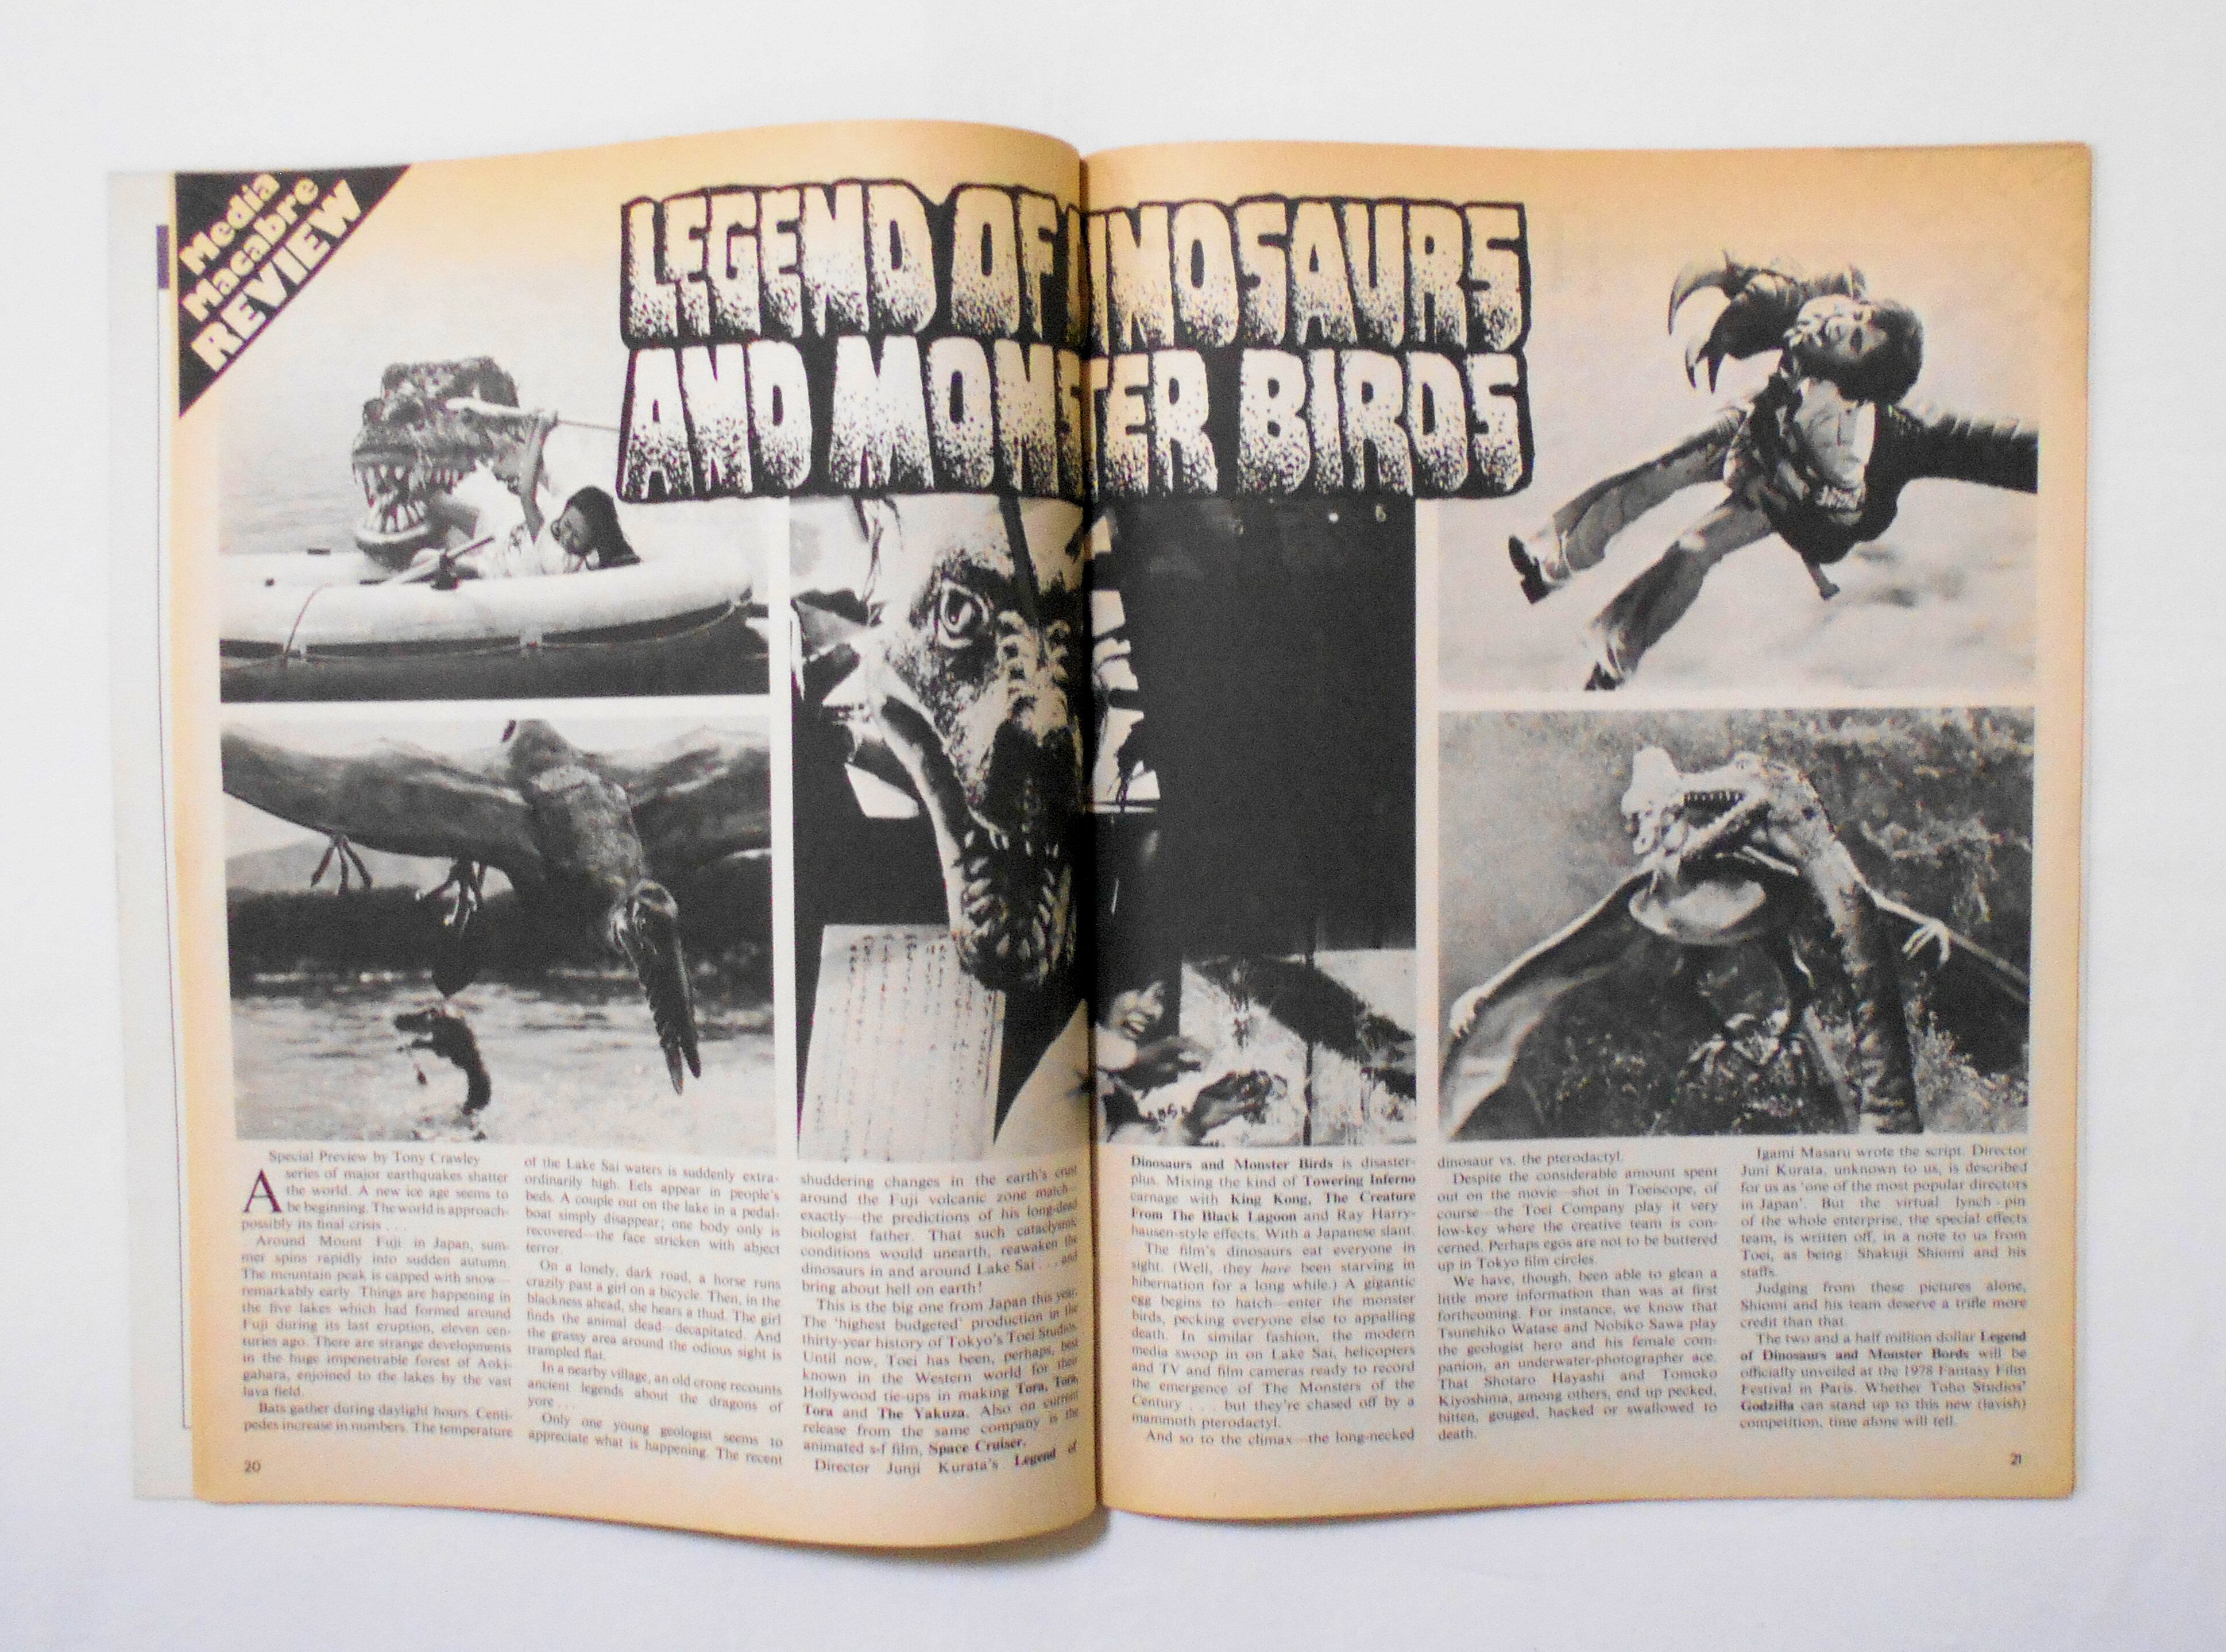 Media
Macabre
REVIEW
LEGEND OF DINOSAURS
AND MONSTER BIRDS
Special Preview by Tony Crawley
A series of major earthquakes shatter
the world. A new ice age seems to
be beginning. The world is approach-
possibly its final crisis . . .
Around Mount Fuji in Japan, sum-
mer spins rapidly into sudden autumn.
The mountain peak is capped with snow—
remarkably early. Things are happening in
the five lakes which had formed around
Fuji during its last eruption, eleven cen-
turies ago. There are strange developments
in the huge impenetrable forest of Aoki-
gahara, enjoined to the lakes by the vast
lava field.
Bats gather during daylight hours. Centi-
pedes increase in numbers. The temperature
of the Lake Sai waters is suddenly extra-
ordinarily high. Eels appear in people's
beds. A couple out on the lake in a pedal-
boat simply disappear; one body only is
recovered—the face stricken with abject
terror.
On a lonely, dark road, a horse runs
crazily past a girl on a bicycle. Then, in the
blackness ahead, she hears a thud. The girl
finds the animal dead—decapitated. And
the grassy area around the odious sight is
trampled flat.
In a nearby village, an old crone recounts
ancient legends about the dragons of
yore . . .
Only one young geologist seems to
appreciate what is happening. The recent
shuddering changes in the earth's crust
around the Fuji volcanic zone match—
exactly—the predictions of his long-dead
biologist father. That such cataclysmic
conditions would unearth, reawaken the
dinosaurs in and around Lake Sai . . . and
bring about hell on earth!
This is the big one from Japan this year.
The 'highest budgeted' production in the
thirty-year history of Tokyo's Toei Studios.
Until now, Toei has been, perhaps, best
known in the Western world for their
Hollywood tie-ups in making Tora, Tora,
Tora and The Yakuza. Also on current
release from the same company is the
animated s-f film, Space Cruiser.
Director Junji Kurata's Legend of
20
Dinosaurs and Monster Birds is disaster-
plus. Mixing the kind of Towering Inferno
carnage with King Kong, The Creature
From The Black Lagoon and Ray Harry-
hausen-style effects. With a Japanese slant.
The film's dinosaurs eat everyone in
sight. (Well, they have been starving in
hibernation for a long while.) A gigantic
egg begins to hatch—enter the monster
birds, pecking everyone else to appalling
death. In similar fashion, the modern
media swoop in on Lake Sai, helicopters
and TV and film cameras ready to record
the emergence of The Monsters of the
Century . . . but they're chased off by a
mammoth pterodactyl.
And so to the climax—the long-necked
dinosaur vs. the pterodactyl.
Despite the considerable amount spent
out on the movie—shot in Toeiscope, of
course—the Toei Company play it very
low-key where the creative team is con-
cerned. Perhaps egos are not to be buttered
up in Tokyo film circles.
We have, though, been able to glean a
little more information than was at first
forthcoming. For instance, we know that
Tsunehiko Watase and Nobiko Sawa play
the geologist hero and his female com-
panion, an underwater-photographer ace.
That Shotaro Hayashi and Tomoko
Kiyoshima, among others, end up pecked,
bitten, gouged, hacked or swallowed to
death.
Igami Masaru wrote the script. Director
Juni Kurata, unknown to us, is described
for us as 'one of the most popular directors
in Japan'. But the virtual lynch-pin
of the whole enterprise, the special effects
team, is written off, in a note to us from
Toei, as being: Shakuji Shiomi and his
staffs.
Judging from these pictures alone,
Shiomi and his team deserve a trifle more
credit than that.
The two and a half million dollar Legend
of Dinosaurs and Monster Bords will be
officially unveiled at the 1978 Fantasy Film
Festival in Paris. Whether Toho Studios'
Godzilla can stand up to this new (lavish)
competition, time alone will tell.
21